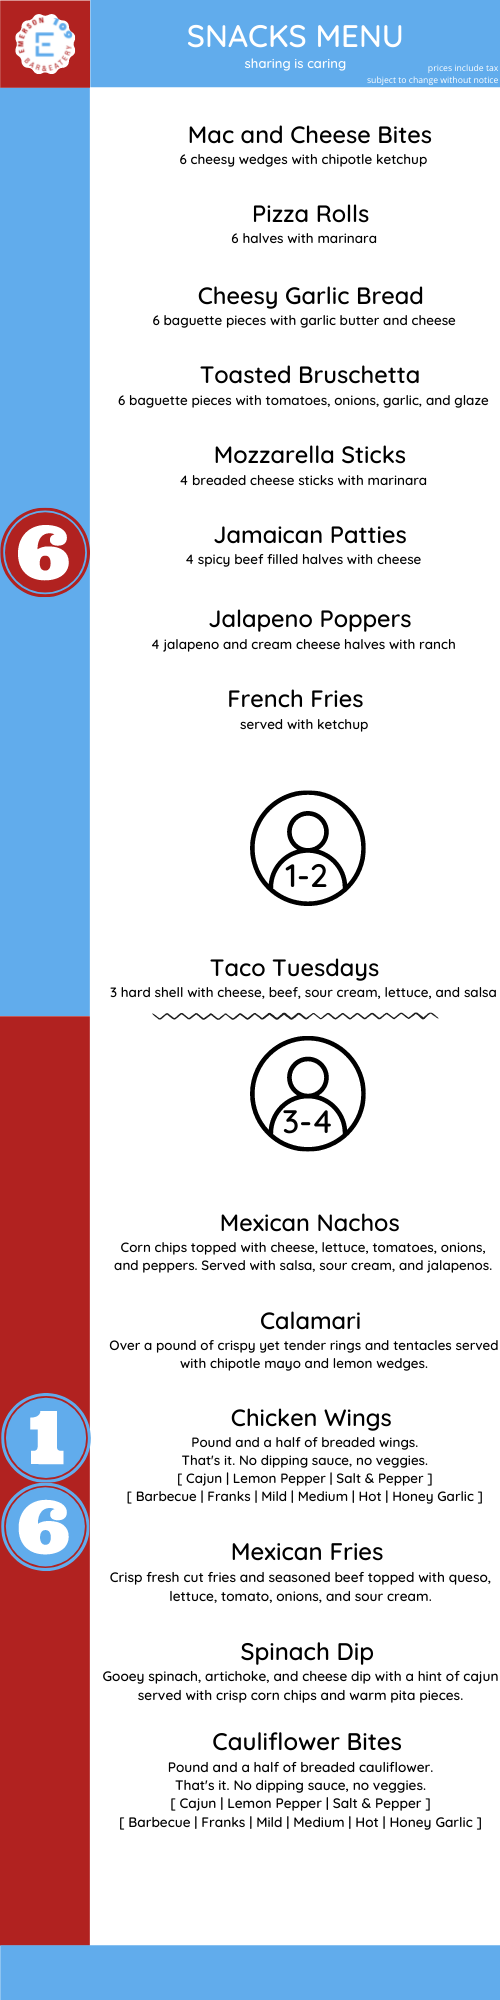 EMERSON 109
E
BAR&EATERY
SNACKS MENU
sharing is caring
prices include tax
subject to change without notice
Mac and Cheese Bites
6 cheesy wedges with chipotle ketchup
Pizza Rolls
6 halves with marinara
Cheesy Garlic Bread
6 baguette pieces with garlic butter and cheese
Toasted Bruschetta
6 baguette pieces with tomatoes, onions, garlic, and glaze
Mozzarella Sticks
4 breaded cheese sticks with marinara
6
Jamaican Patties
4 spicy beef filled halves with cheese
Jalapeno Poppers
4 jalapeno and cream cheese halves with ranch
French Fries
served with ketchup
1-2
Taco Tuesdays
3 hard shell with cheese, beef, sour cream, lettuce, and salsa
3-4
Mexican Nachos
Corn chips topped with cheese, lettuce, tomatoes, onions,
and peppers. Served with salsa, sour cream, and jalapenos.
Calamari
Over a pound of crispy yet tender rings and tentacles served
with chipotle mayo and lemon wedges.
1
6
Chicken Wings
Pound and a half of breaded wings.
That's it. No dipping sauce, no veggies.
[ Cajun | Lemon Pepper | Salt & Pepper ]
[ Barbecue | Franks | Mild | Medium | Hot | Honey Garlic ]
Mexican Fries
Crisp fresh cut fries and seasoned beef topped with queso,
lettuce, tomato, onions, and sour cream.
Spinach Dip
Gooey spinach, artichoke, and cheese dip with a hint of cajun
served with crisp corn chips and warm pita pieces.
Cauliflower Bites
Pound and a half of breaded cauliflower.
That's it. No dipping sauce, no veggies.
[ Cajun | Lemon Pepper | Salt & Pepper ]
[ Barbecue | Franks | Mild | Medium | Hot | Honey Garlic ]